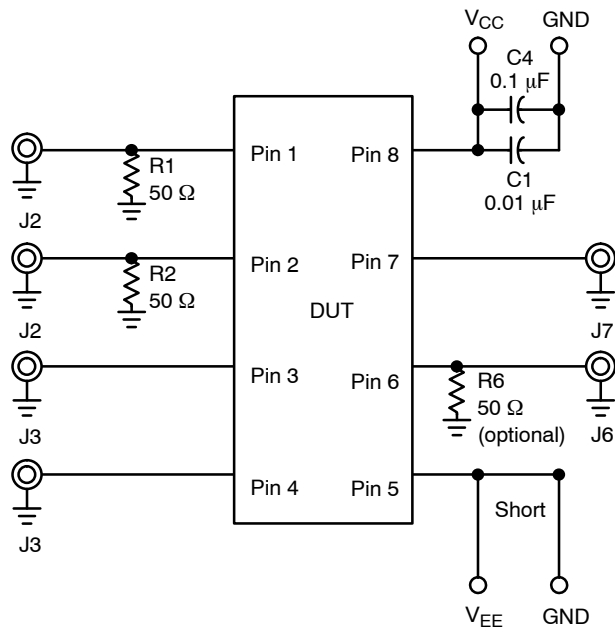 V_CC GND
C4
0.1 μF
C1
0.01 μF
Pin 1
Pin 8
R1
50 Ω
J2
Pin 2
Pin 7
R2
50 Ω
DUT
J2
J7
Pin 3
Pin 6
R6
50 Ω
(optional)
J3
J6
Pin 4
Pin 5
Short
J3
V_EE GND